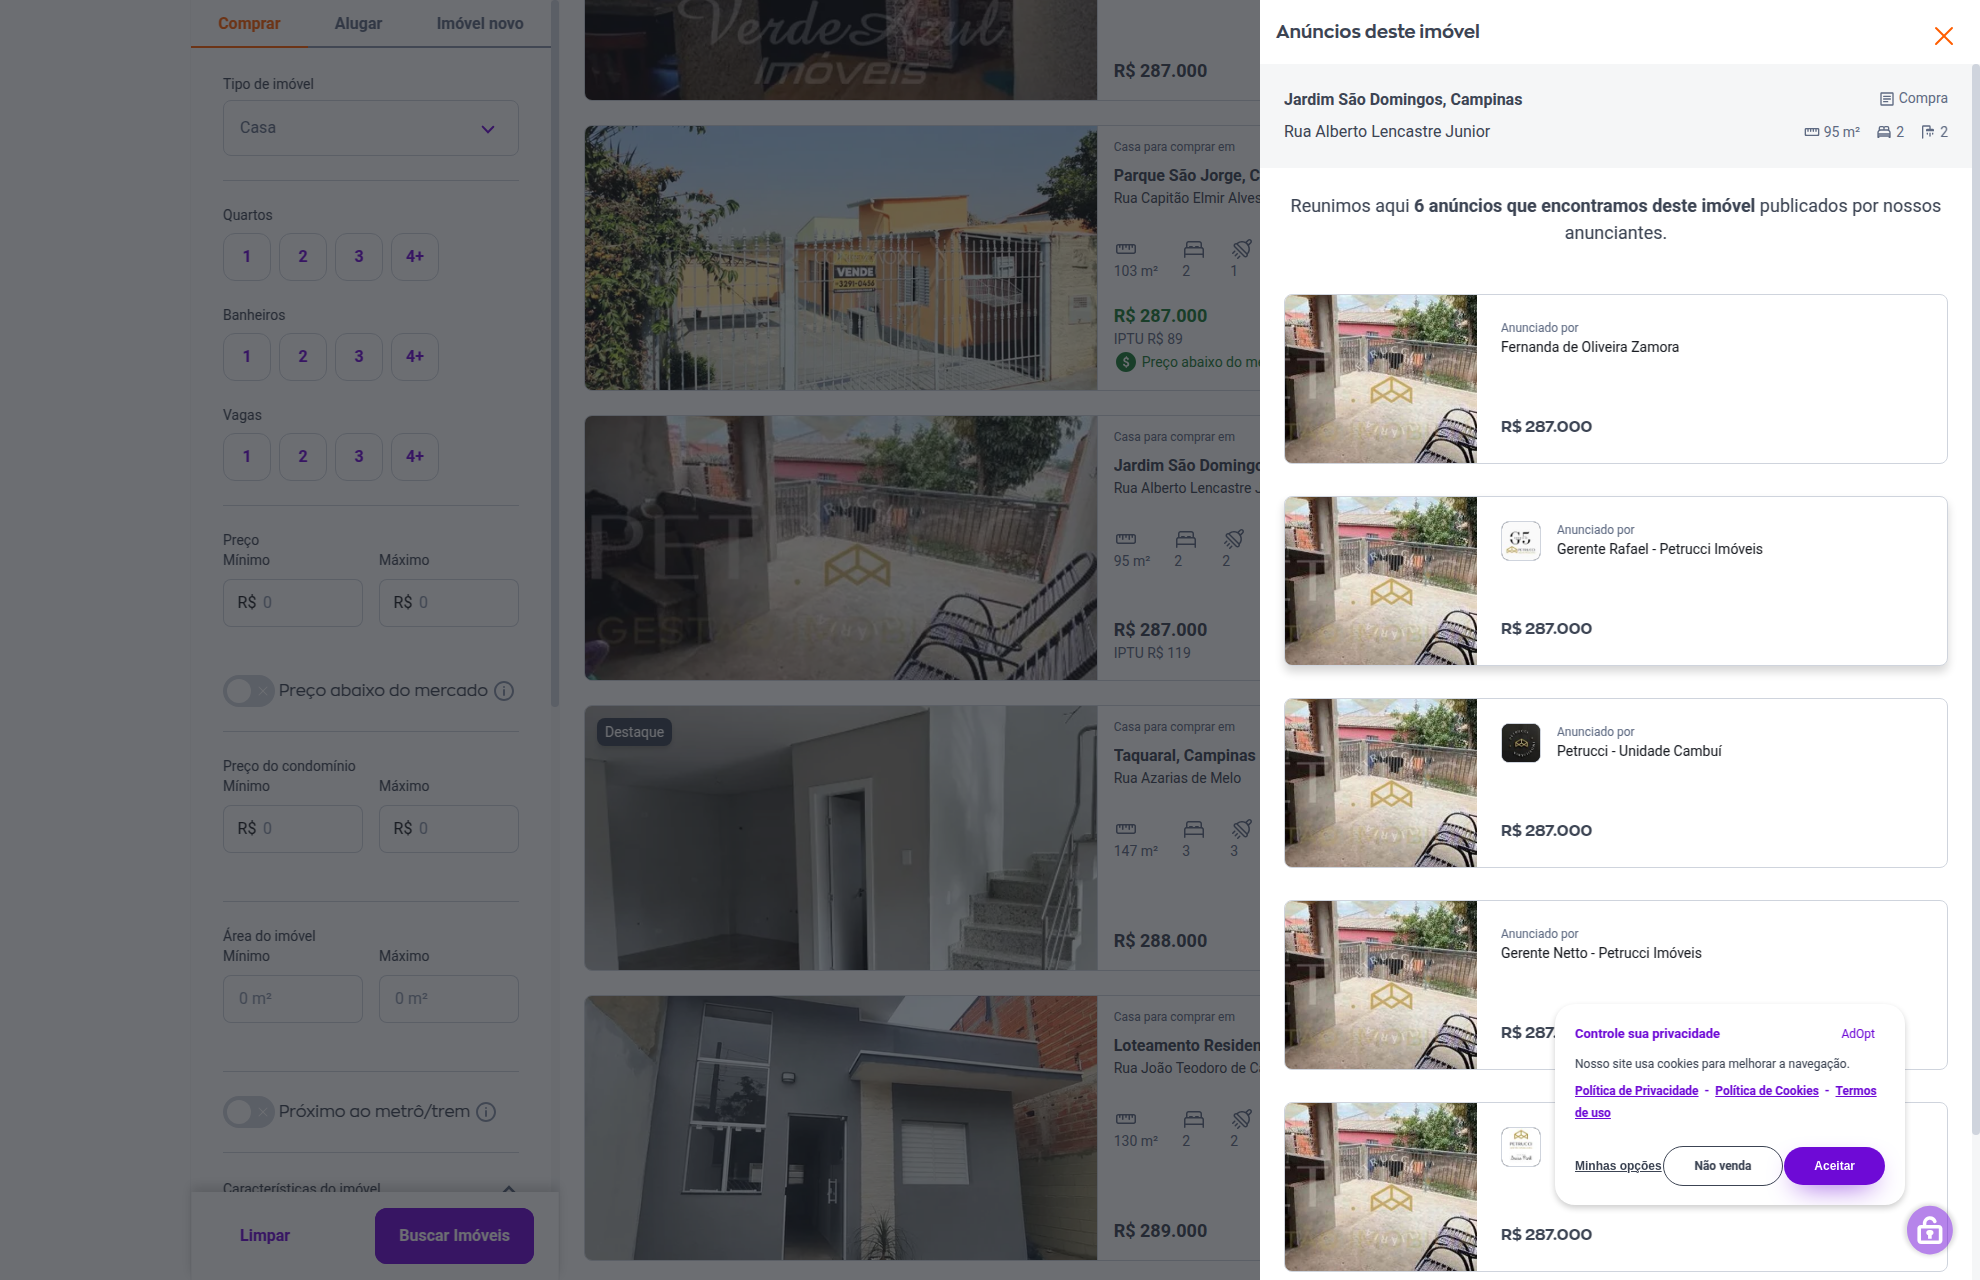 Comprar
Alugar
Imóvel novo
Tipo de imóvel
Casa
Quartos
1
2
3
4+
Banheiros
1
2
3
4+
Vagas
1
2
3
4+
Preço
Mínimo
Máximo
R$ 0
R$ 0
Preço abaixo do mercado
Preço do condomínio
Mínimo
Máximo
R$ 0
R$ 0
Área do imóvel
Mínimo
Máximo
0 m²
0 m²
Próximo ao metrô/trem
Características do imóvel
Limpar
Buscar Imóveis
VerdeAzul
Imóveis
R$ 287.000
VENDE
Casa para comprar em
Parque São Jorge, C
Rua Capitão Elmir Alves
103 m²
2
1
R$ 287.000
IPTU R$ 89
Preço abaixo do me
PET
RUCCI
GEST
Casa para comprar em
Jardim São Domingo
Rua Alberto Lencastre J
95 m²
2
2
R$ 287.000
IPTU R$ 119
Destaque
Casa para comprar em
Taquaral, Campinas
Rua Azarias de Melo
147 m²
3
3
R$ 288.000
Casa para comprar em
Loteamento Residen
Rua João Teodoro de C
130 m²
2
2
R$ 289.000
Anúncios deste imóvel
Jardim São Domingos, Campinas
Compra
Rua Alberto Lencastre Junior
95 m²
2
2
Reunimos aqui 6 anúncios que encontramos deste imóvel publicados por nossos
anunciantes.
Anunciado por
Fernanda de Oliveira Zamora
R$ 287.000
G5
Anunciado por
Gerente Rafael - Petrucci Imóveis
R$ 287.000
Anunciado por
Petrucci - Unidade Cambuí
R$ 287.000
Anunciado por
Gerente Netto - Petrucci Imóveis
R$ 287.
PETRUCCI
R$ 287.000
Controle sua privacidade
AdOpt
Nosso site usa cookies para melhorar a navegação.
Política de Privacidade - Política de Cookies - Termos
de uso
Minhas opções
Não venda
Aceitar